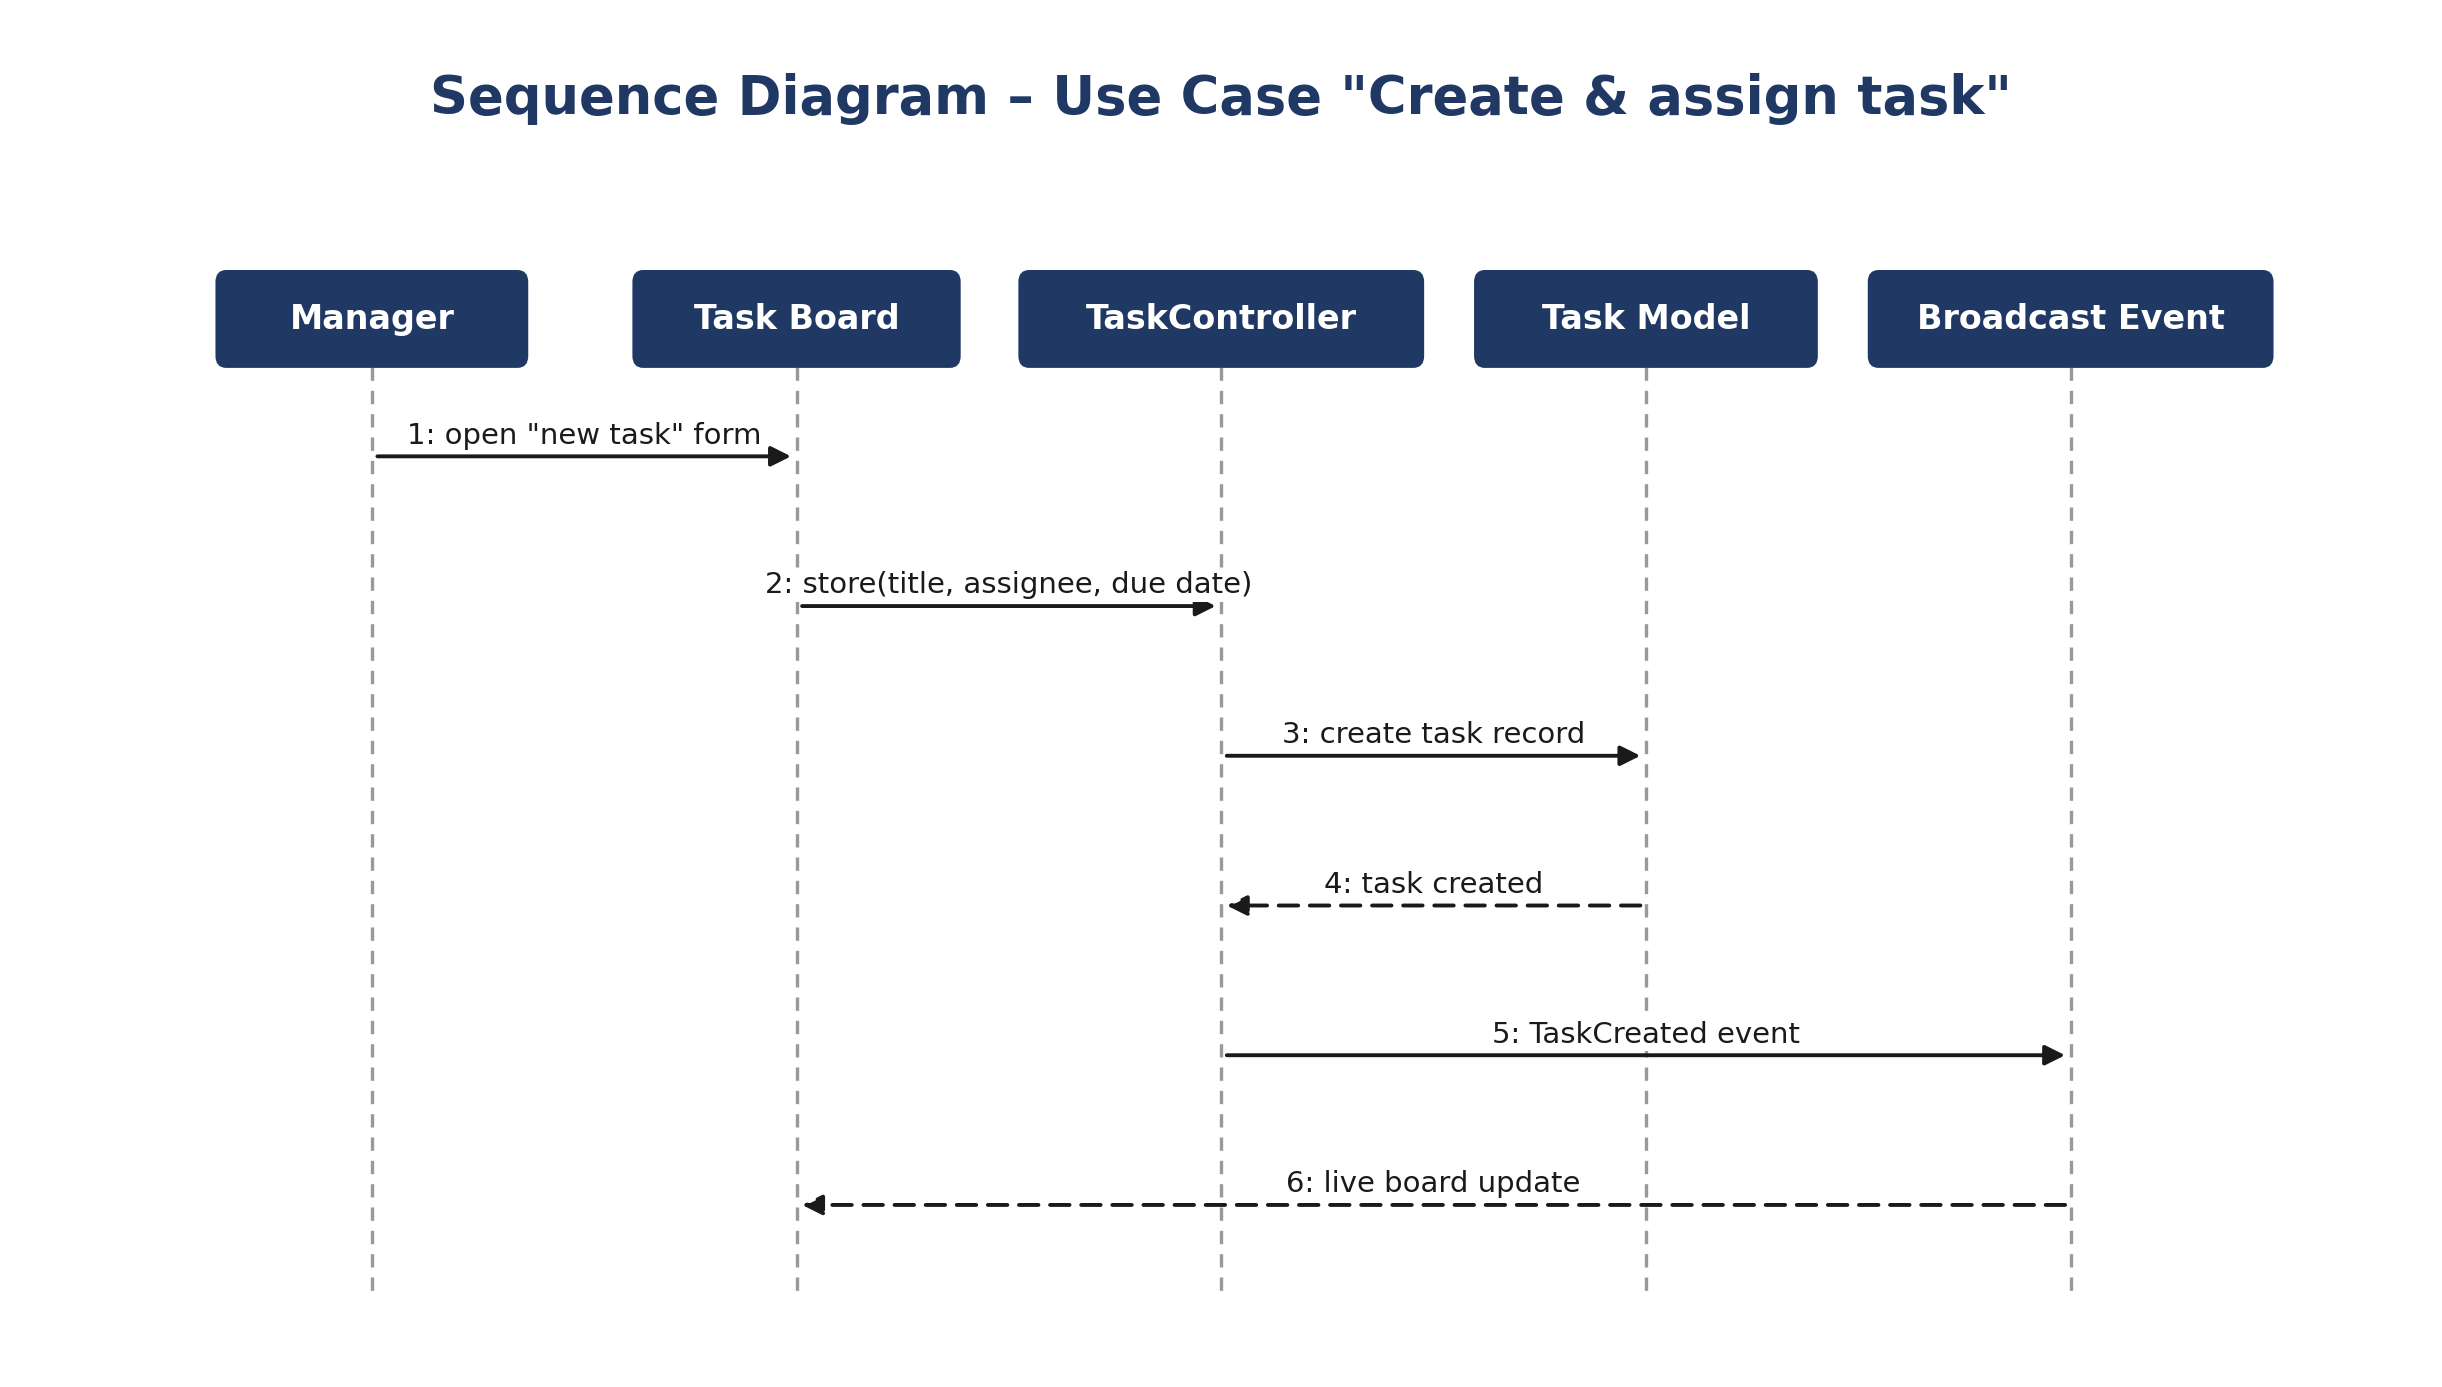 Sequence Diagram – Use Case "Create & assign task"
Manager
Task Board
TaskController
Task Model
Broadcast Event
1: open "new task" form
2: store(title, assignee, due date)
3: create task record
4: task created
5: TaskCreated event
6: live board update